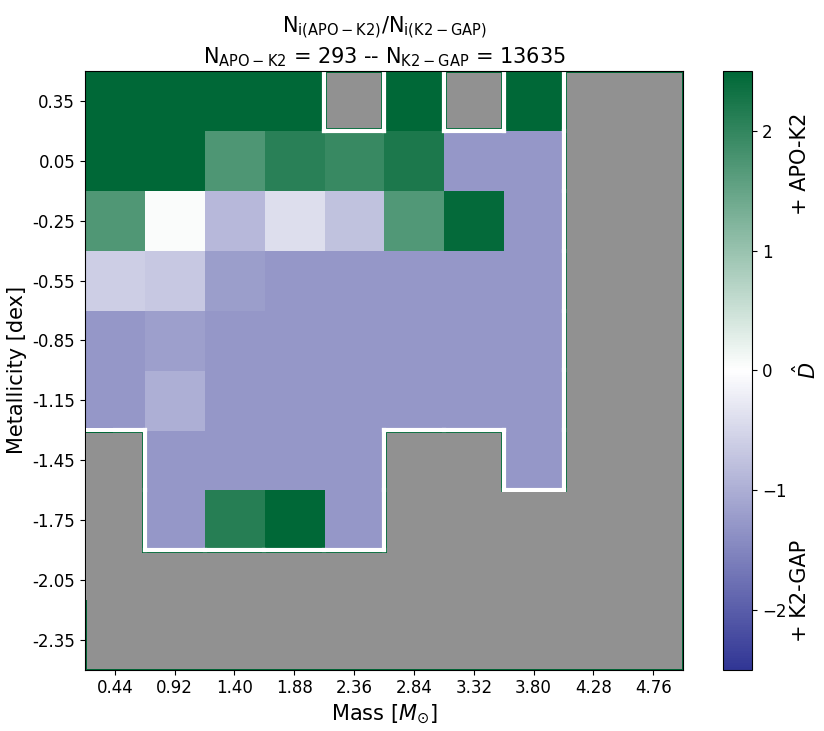 N_i(APO−K2)/N_i(K2−GAP)
N_APO−K2 = 293 -- N_K2−GAP = 13635
0.35
0.05
-0.25
-0.55
-0.85
-1.15
-1.45
-1.75
-2.05
-2.35
Metallicity [dex]
0.44 0.92 1.40 1.88 2.36 2.84 3.32 3.80 4.28 4.76
Mass [M⊙]
2
1
0
−1
−2
+ APO-K2
D̂
+ K2-GAP